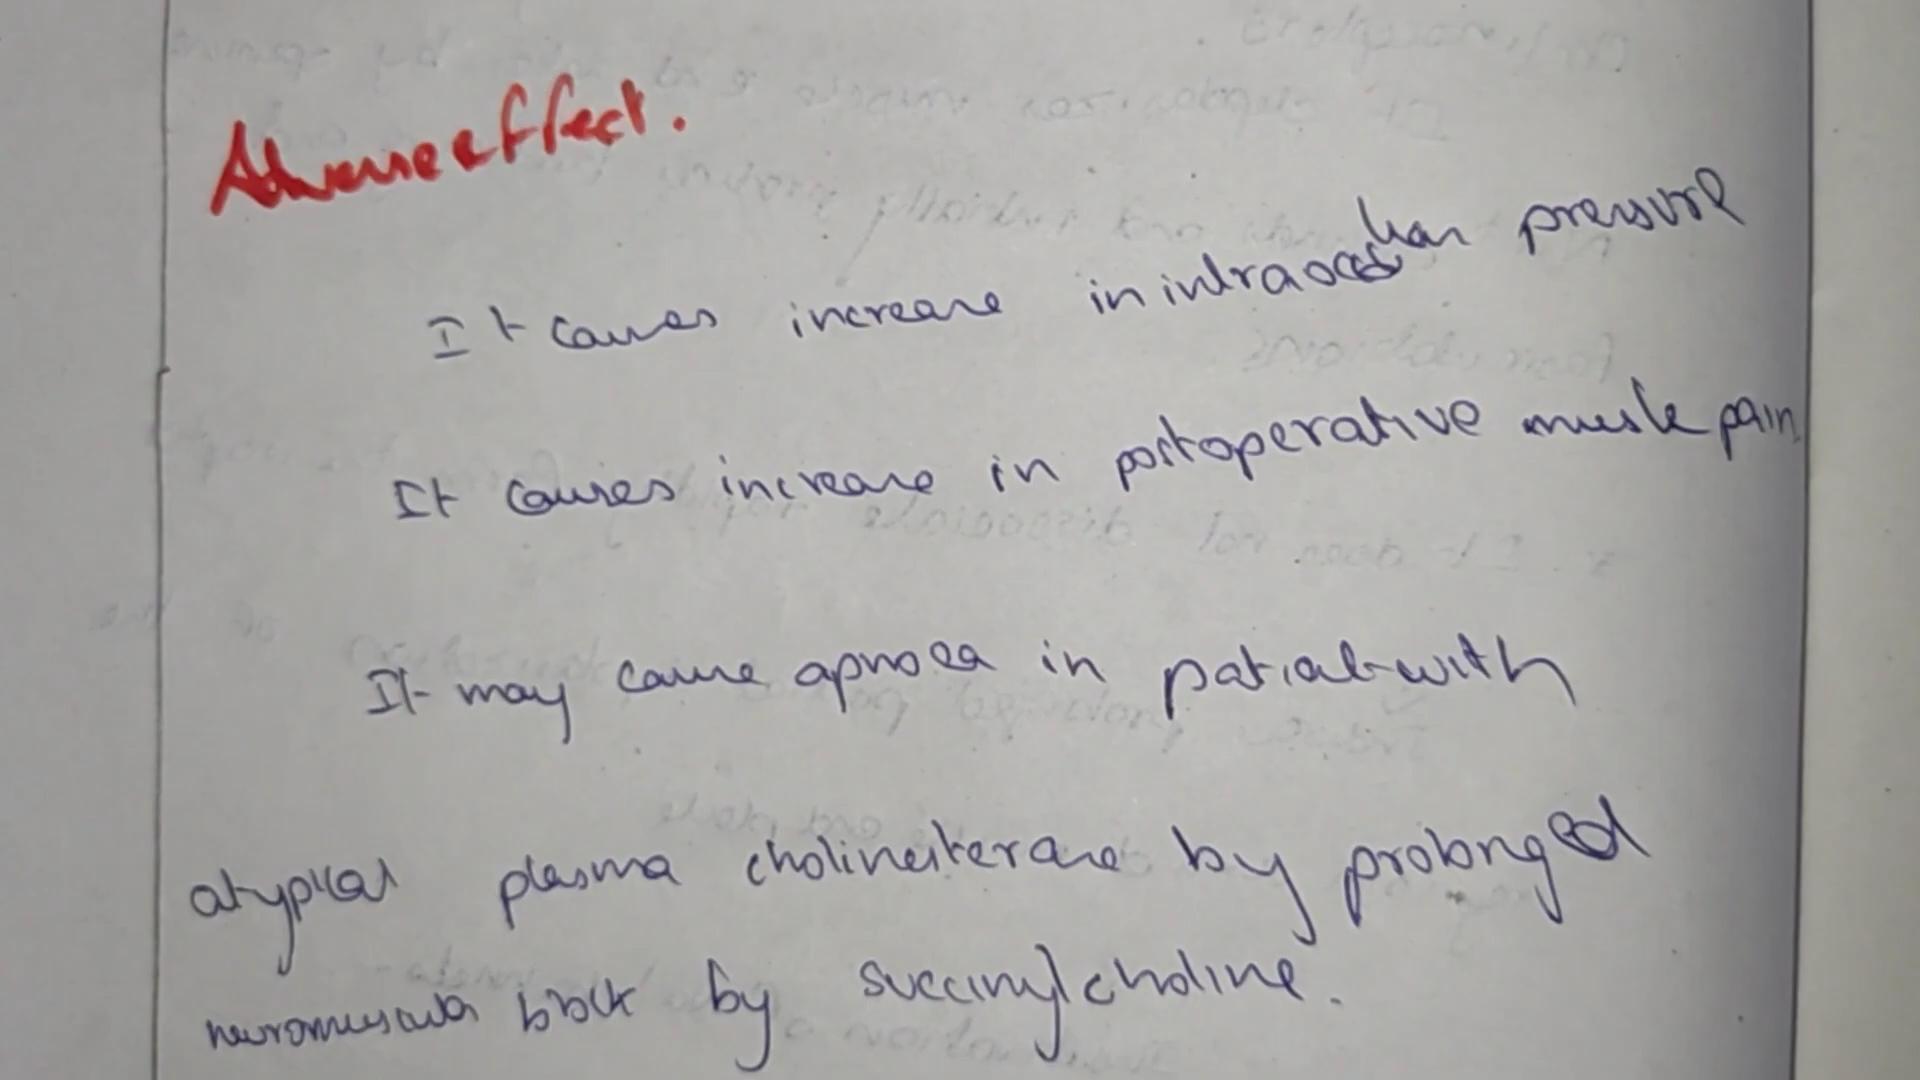 Adverse effect.
It causes increase in intraocular pressure
It causes increase in postoperative muscle pain
It may cause apnoea in patient with
atypical plasma cholinesterase by prolonged
neuromuscular block by succinylcholine.